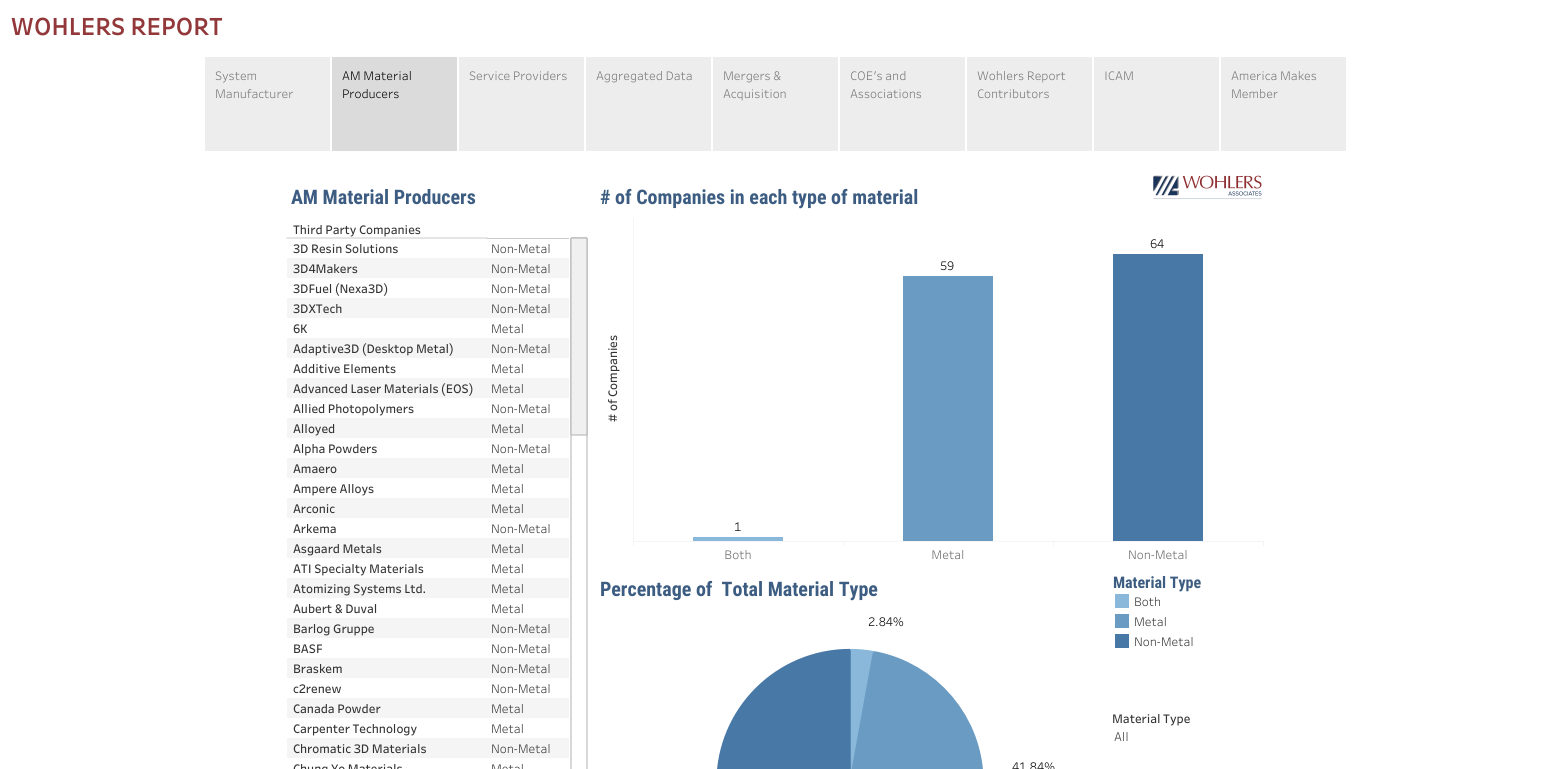 WOHLERS REPORT
System Manufacturer
AM Material Producers
Service Providers
Aggregated Data
Mergers & Acquisition
COE's and Associations
Wohlers Report Contributors
ICAM
America Makes Member
AM Material Producers
Third Party Companies
3D Resin Solutions Non-Metal
3D4Makers Non-Metal
3DFuel (Nexa3D) Non-Metal
3DXTech Non-Metal
6K Metal
Adaptive3D (Desktop Metal) Non-Metal
Additive Elements Metal
Advanced Laser Materials (EOS) Metal
Allied Photopolymers Non-Metal
Alloyed Metal
Alpha Powders Non-Metal
Amaero Metal
Ampere Alloys Metal
Arconic Metal
Arkema Non-Metal
Asgaard Metals Metal
ATI Specialty Materials Metal
Atomizing Systems Ltd. Metal
Aubert & Duval Metal
Barlog Gruppe Non-Metal
BASF Non-Metal
Braskem Non-Metal
c2renew Non-Metal
Canada Powder Metal
Carpenter Technology Metal
Chromatic 3D Materials Non-Metal
Chung Yo Materials Metal
# of Companies in each type of material
WOHLERS
ASSOCIATES
# of Companies
1
59
64
Both
Metal
Non-Metal
Percentage of  Total Material Type
2.84%
41.84%
Material Type
Both
Metal
Non-Metal
Material Type
All